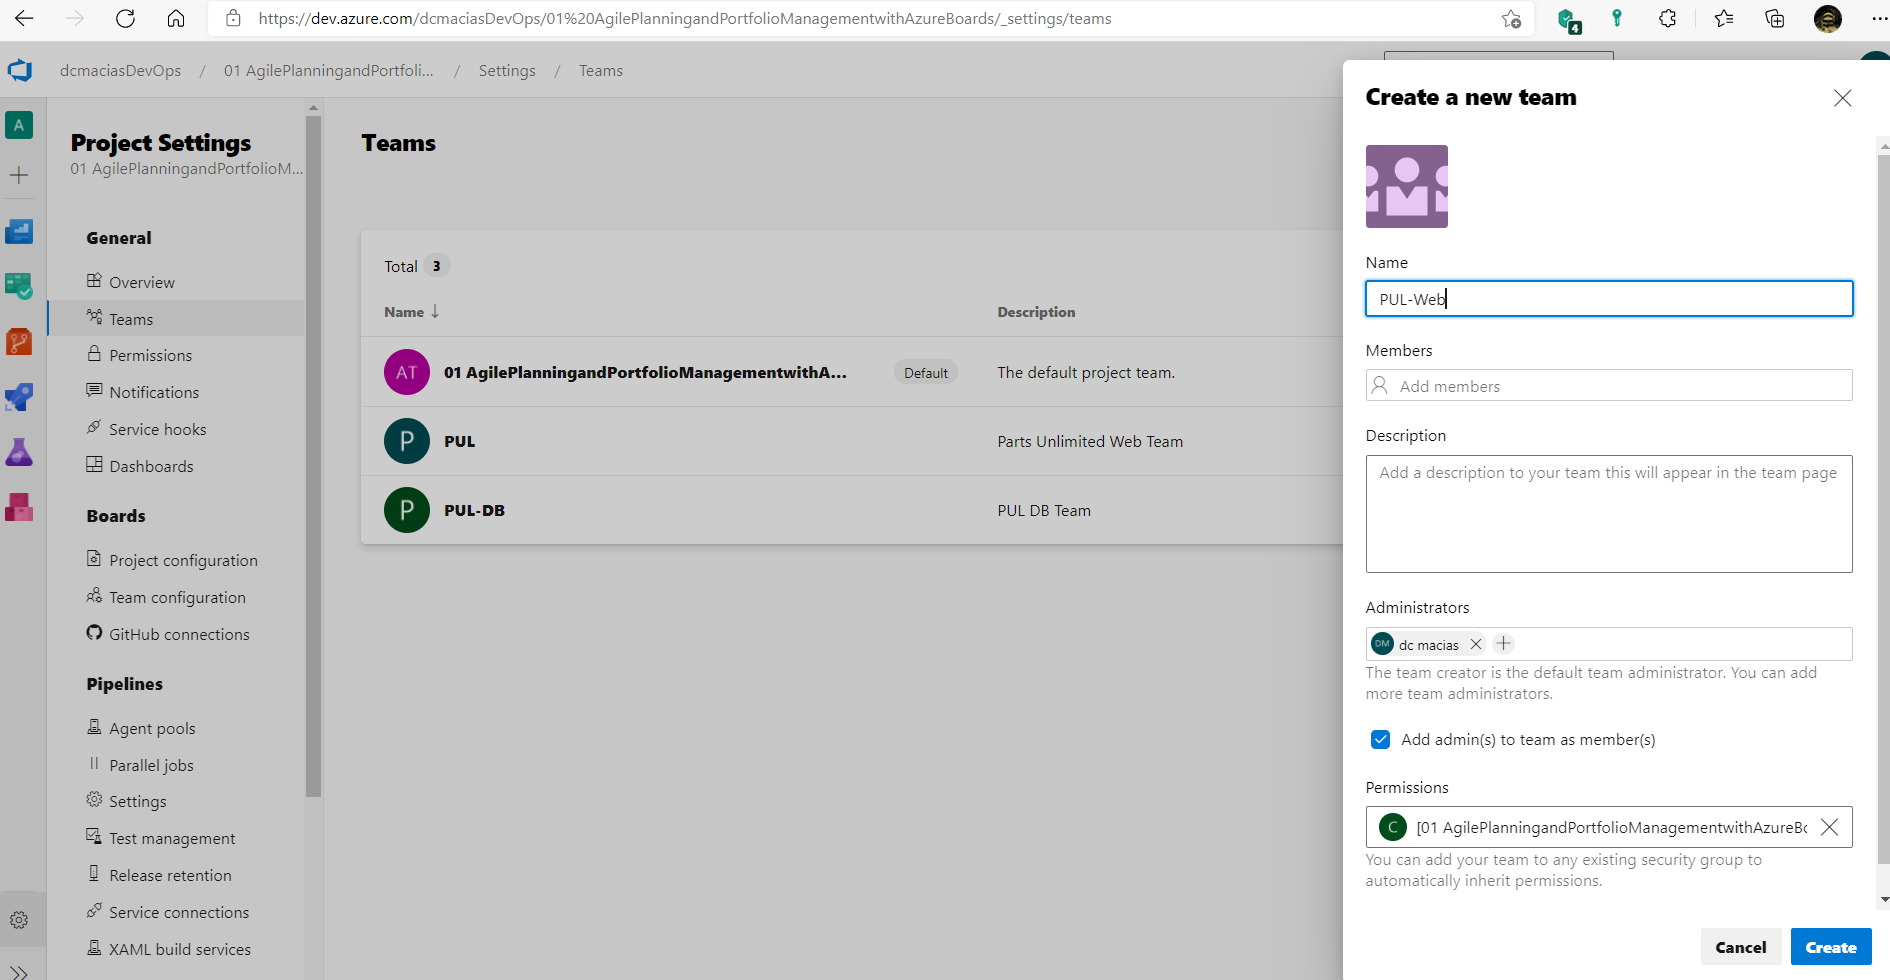 https://dev.azure.com/dcmaciasDevOps/01%20AgilePlanningandPortfolioManagementwithAzureBoards/_settings/teams
4
dcmaciasDevOps / 01 AgilePlanningandPortfoli... / Settings / Teams
A
Project Settings
01 AgilePlanningandPortfolioM...
General
Overview
Teams
Permissions
Notifications
Service hooks
Dashboards
Boards
Project configuration
Team configuration
GitHub connections
Pipelines
Agent pools
Parallel jobs
Settings
Test management
Release retention
Service connections
XAML build services
Teams
Total 3
Name ↓ Description
AT 01 AgilePlanningandPortfolioManagementwithA... Default The default project team.
P PUL Parts Unlimited Web Team
P PUL-DB PUL DB Team
Create a new team
Name
PUL-Web
Members
Add members
Description
Add a description to your team this will appear in the team page
Administrators
DM dc macias
The team creator is the default team administrator. You can add
more team administrators.
Add admin(s) to team as member(s)
Permissions
C [01 AgilePlanningandPortfolioManagementwithAzureBo
You can add your team to any existing security group to
automatically inherit permissions.
Cancel Create